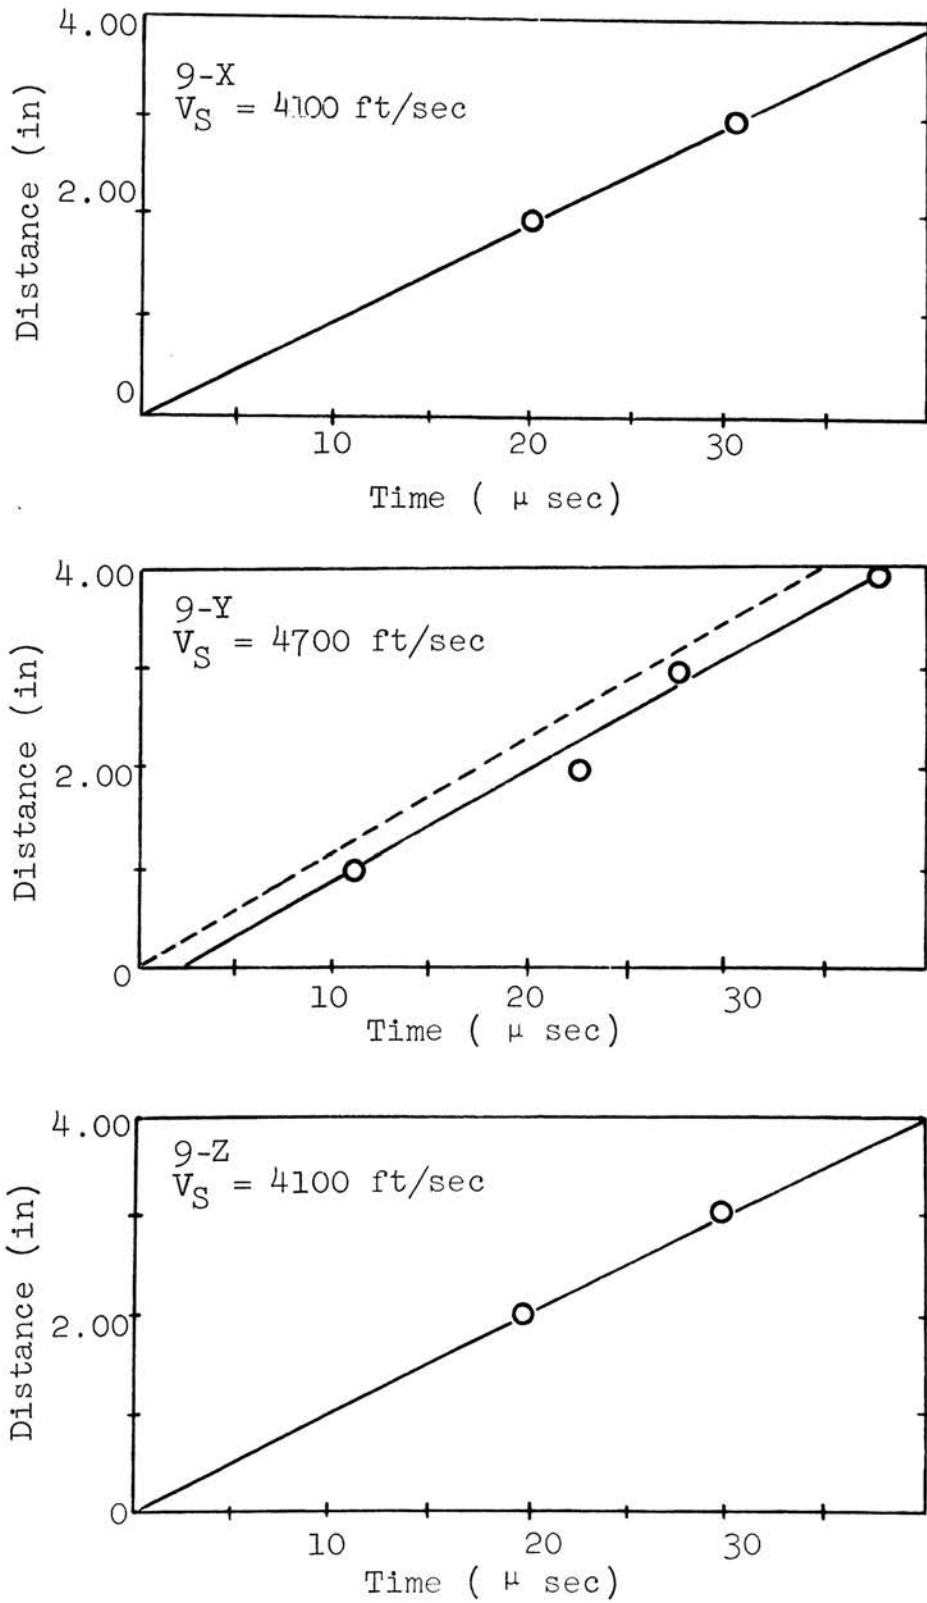 4.00
9-X
V_S = 4100 ft/sec
2.00
0
Distance (in)
10 20 30
Time ( μ sec)
4.00
9-Y
V_S = 4700 ft/sec
2.00
0
Distance (in)
10 20 30
Time ( μ sec)
4.00
9-Z
V_S = 4100 ft/sec
2.00
0
Distance (in)
10 20 30
Time ( μ sec)